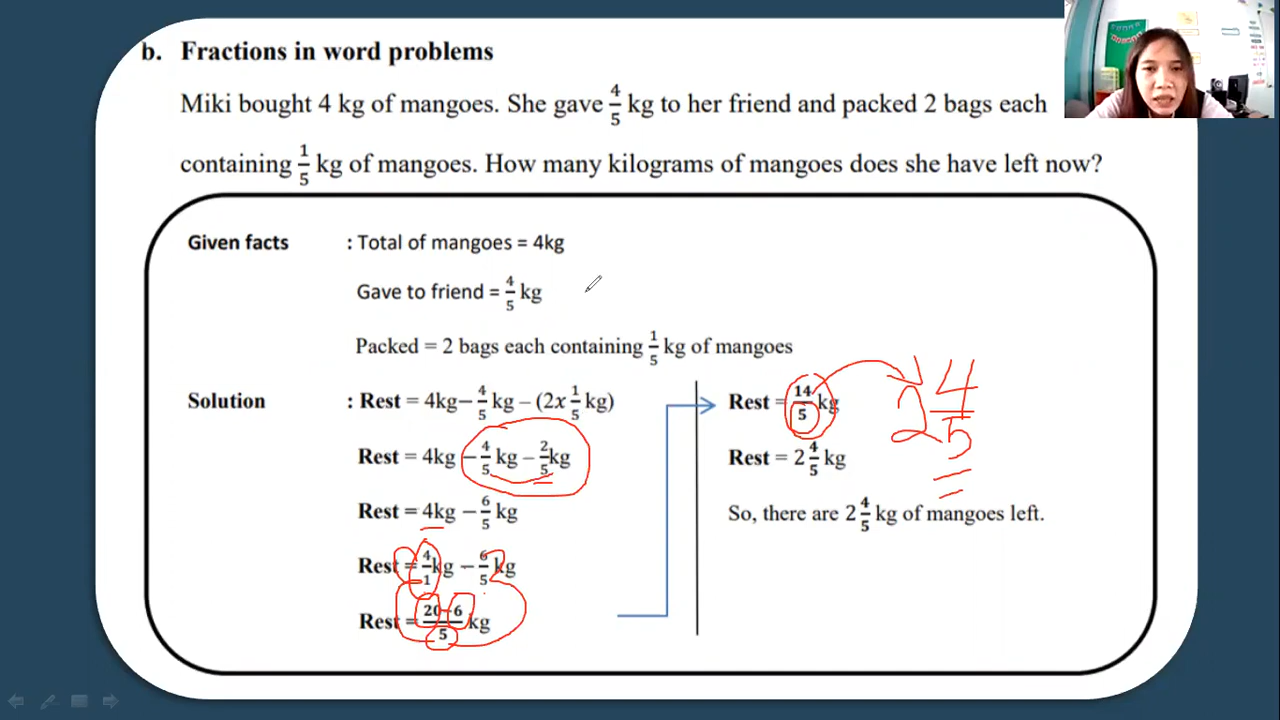 b. Fractions in word problems
Miki bought 4 kg of mangoes. She gave 4/5 kg to her friend and packed 2 bags each
containing 1/5 kg of mangoes. How many kilograms of mangoes does she have left now?
Given facts : Total of mangoes = 4kg
Gave to friend = 4/5 kg
Packed = 2 bags each containing 1/5 kg of mangoes
Solution : Rest = 4kg− 4/5 kg − (2x 1/5 kg)
Rest = 4kg − 4/5 kg − 2/5 kg
Rest = 4kg − 6/5 kg
Rest = 4/1 kg − 6/5 kg
Rest = 20−6/5 kg
Rest = 14/5 kg
2 4/5
Rest = 2 4/5 kg
So, there are 2 4/5 kg of mangoes left.